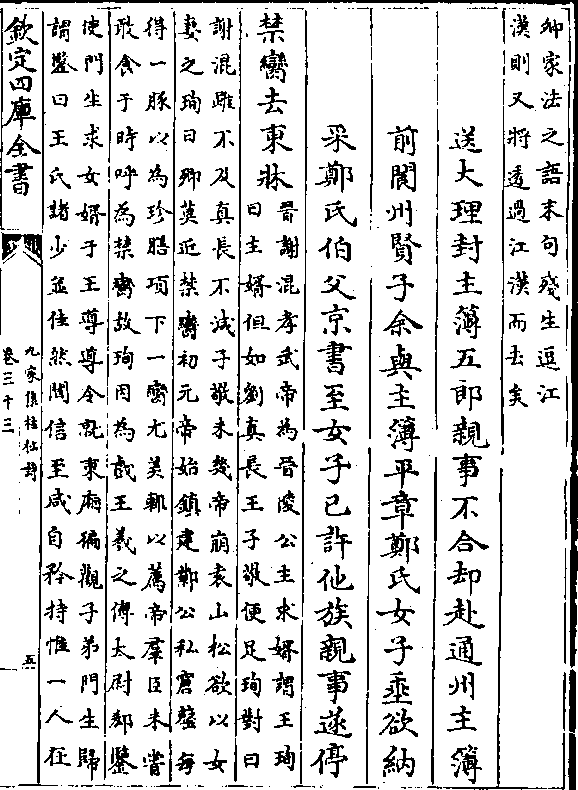 卿家法之語末句殘生逗江
漢則又將透過江漢而去矣
送大理封主簿五郎親事不合却赴通州主簿
前閬州賢子余與主簿平章鄭氏女子垂欲納
采鄭氏伯父京書至女子已許他族親事遂停
禁臠去東牀
晉謝混孝武帝為晉陵公主求婿謂王珣
曰主婿但如劉真長王子敬便足珣對曰
謝混雖不及真長不減子敬未幾帝崩袁山松欲以女
妻之珣曰卿莫近禁臠初元帝始鎮建鄴公私窘罄每
得一豚以為珍膳項下一臠尤美輒以薦帝羣臣未嘗
敢食于時呼為禁臠故珣因為戲王羲之傳太尉郗鑒
使門生求女婿于王導導令就東廂徧觀子弟門生歸
謂鑒曰王氏諸少並佳然聞信至咸自矜持惟一人在
欽定四庫全書
九家集注杜詩
卷三十三
五